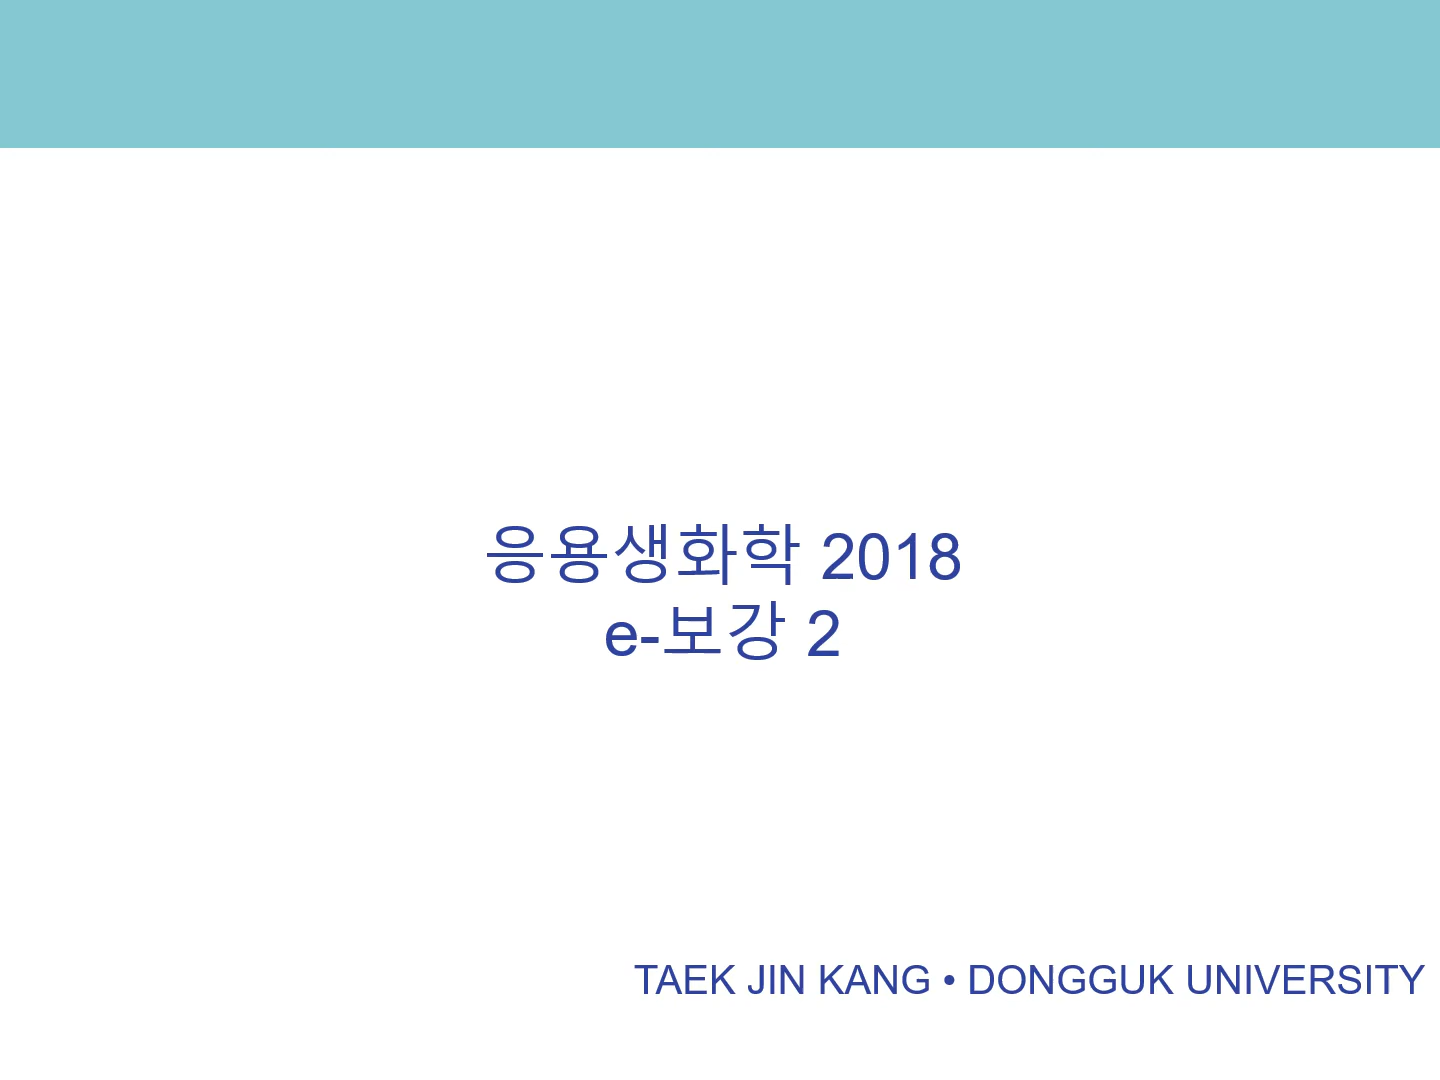 응용생화학 2018
e-보강 2
TAEK JIN KANG • DONGGUK UNIVERSITY